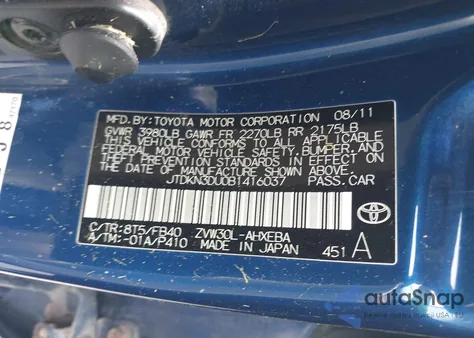 MFD.BY:TOYOTA MOTOR CORPORATION 08/11
GVWR 3980LB GAWR FR 2270LB RR 2175LB
THIS VEHICLE CONFORMS TO ALL APPLICABLE
FEDERAL MOTOR VEHICLE SAFETY, BUMPER, AND
THEFT PREVENTION STANDARDS IN EFFECT ON
THE DATE OF MANUFACTURE SHOWN ABOVE.
JTDKN3DU0B1416037 PASS.CAR
C/TR:8T5/FB40 ZVW30L-AHXEBA
A/TM:-01A/P410 MADE IN JAPAN 451 A
TOYOTA
autoSnap